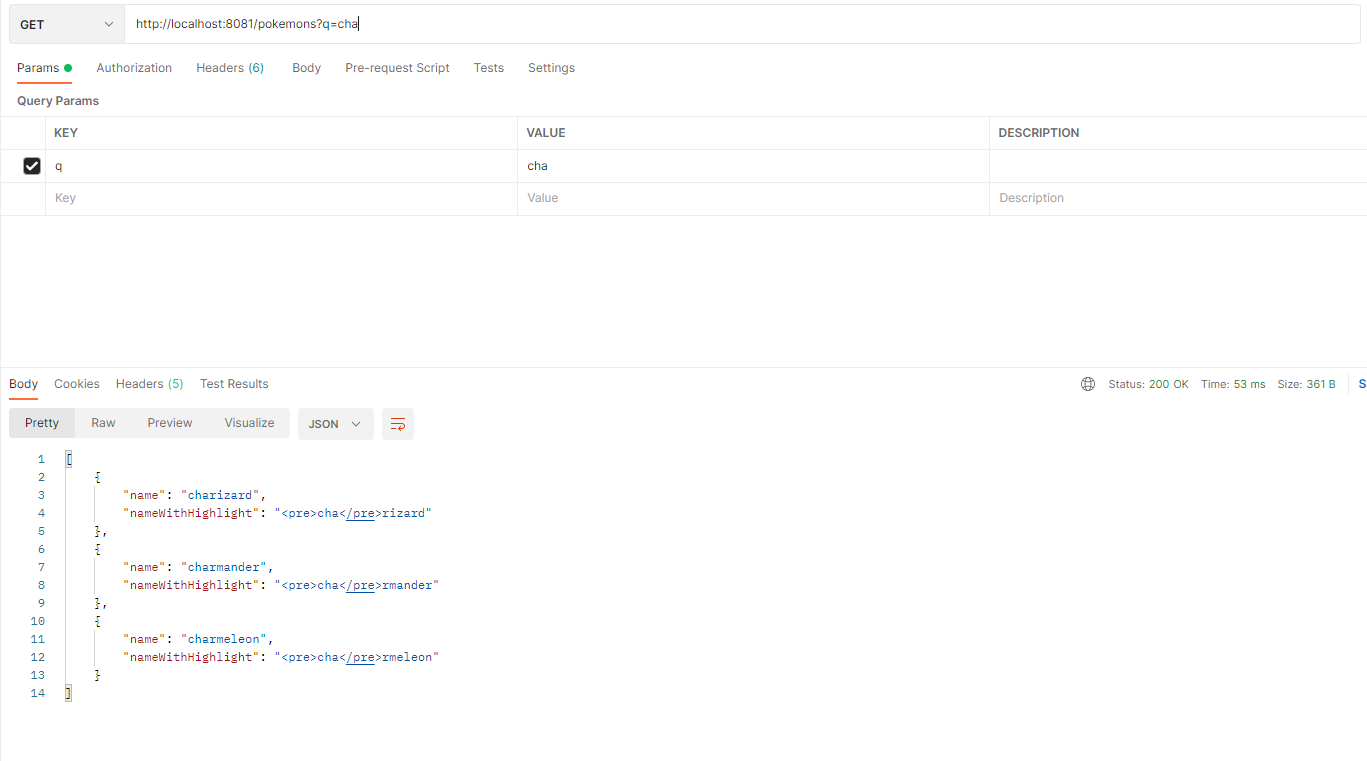 GET http://localhost:8081/pokemons?q=cha
Params Authorization Headers (6) Body Pre-request Script Tests Settings
Query Params
KEY VALUE DESCRIPTION
q cha
Key Value Description
Body Cookies Headers (5) Test Results Status: 200 OK Time: 53 ms Size: 361 B S
Pretty Raw Preview Visualize JSON
1 [
2 {
3 "name": "charizard",
4 "nameWithHighlight": "<pre>cha</pre>rizard"
5 },
6 {
7 "name": "charmander",
8 "nameWithHighlight": "<pre>cha</pre>rmander"
9 },
10 {
11 "name": "charmeleon",
12 "nameWithHighlight": "<pre>cha</pre>rmeleon"
13 }
14 ]